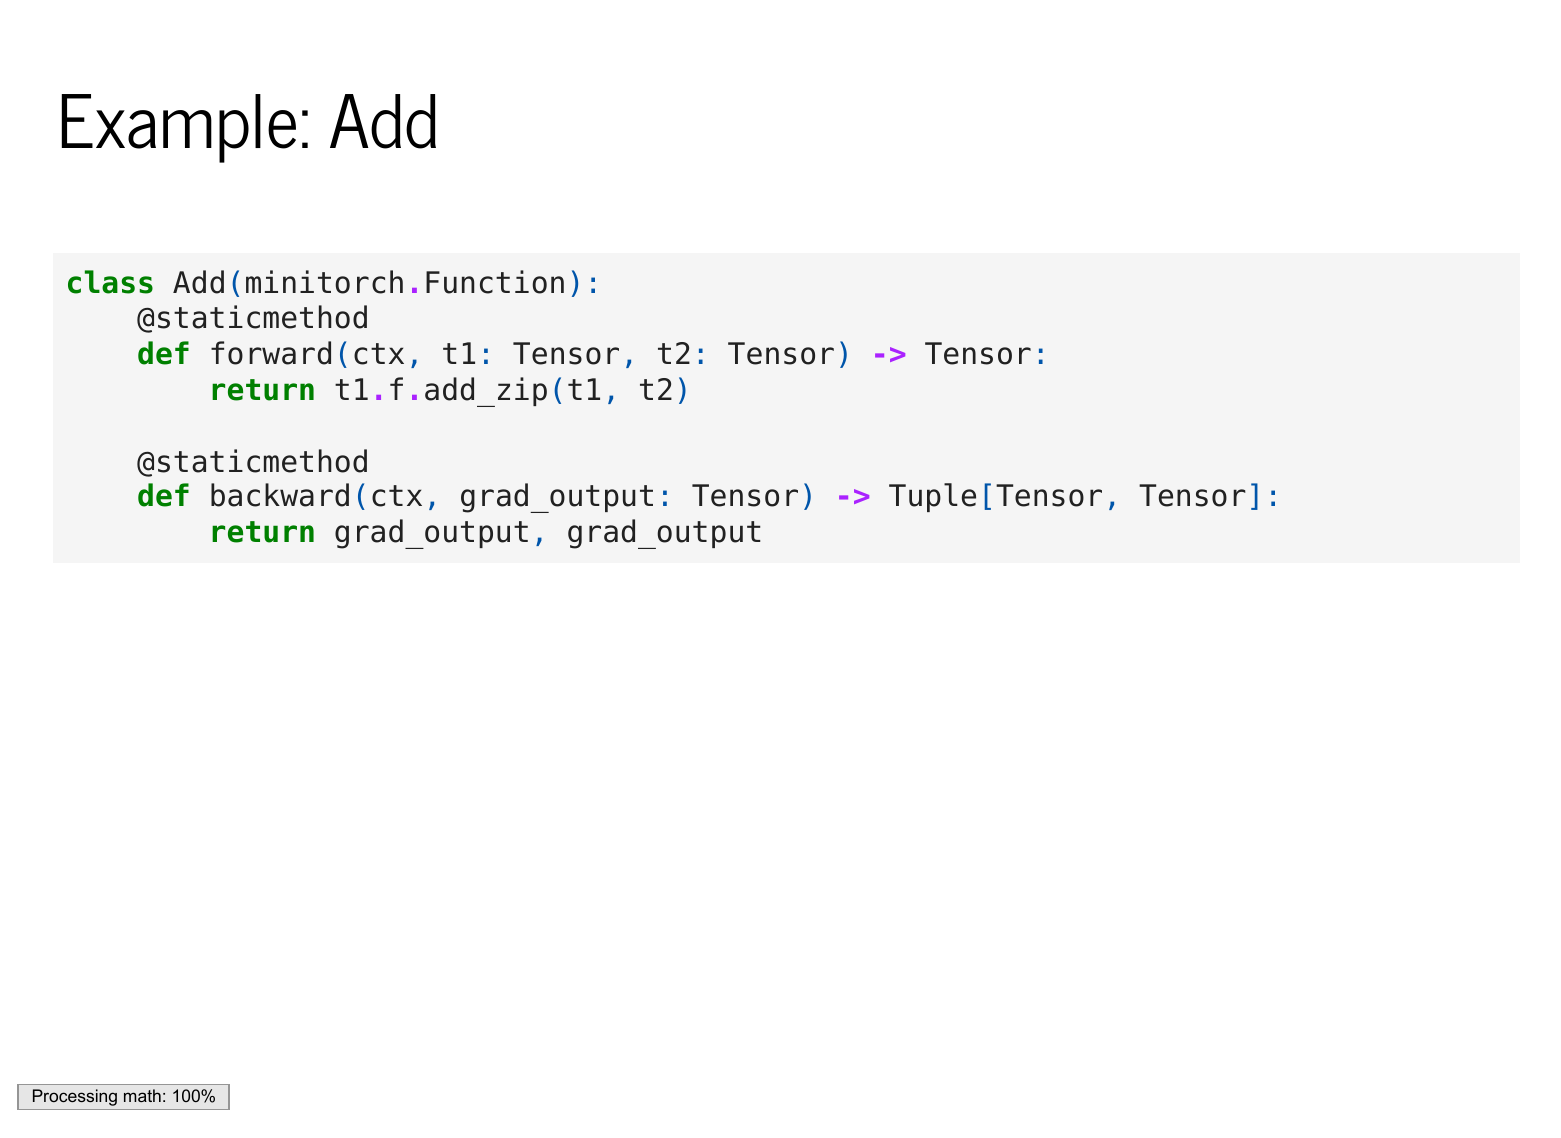 Example: Add
class Add(minitorch.Function):
    @staticmethod
    def forward(ctx, t1: Tensor, t2: Tensor) -> Tensor:
        return t1.f.add_zip(t1, t2)

    @staticmethod
    def backward(ctx, grad_output: Tensor) -> Tuple[Tensor, Tensor]:
        return grad_output, grad_output
Processing math: 100%